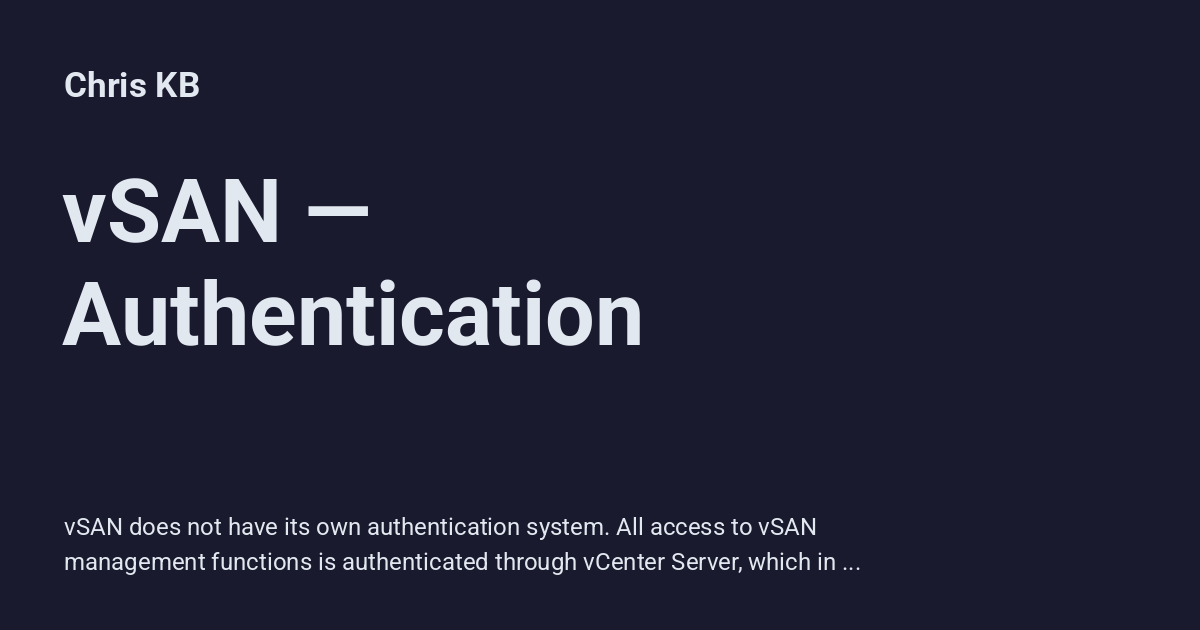 Chris KB
vSAN —
Authentication
vSAN does not have its own authentication system. All access to vSAN
management functions is authenticated through vCenter Server, which in ...